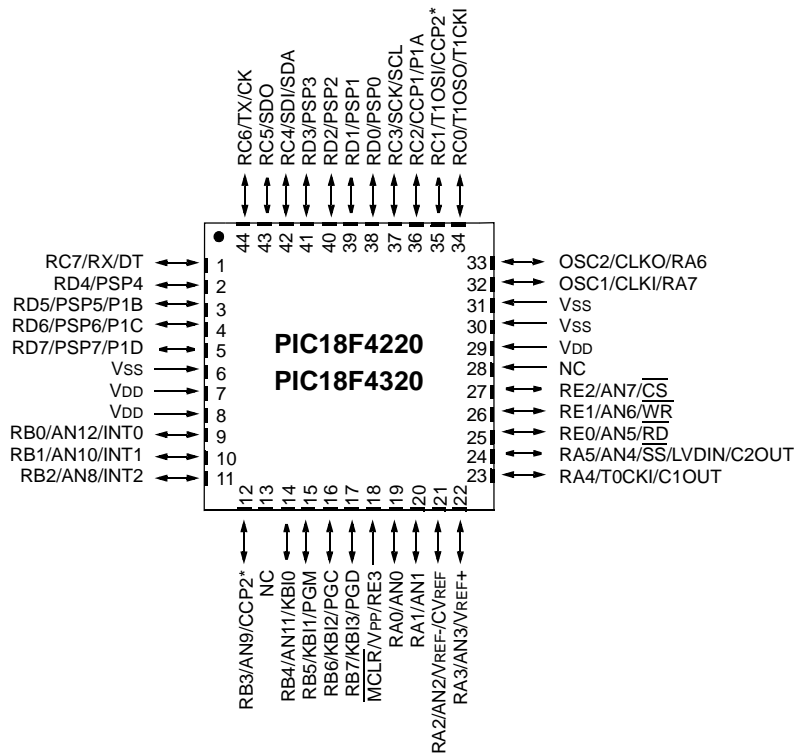 RC6/TX/CK
RC5/SDO
RC4/SDI/SDA
RD3/PSP3
RD2/PSP2
RD1/PSP1
RD0/PSP0
RC3/SCK/SCL
RC2/CCP1/P1A
RC1/T1OSI/CCP2*
RC0/T1OSO/T1CKI
44 43 42 41 40 39 38 37 36 35 34
RC7/RX/DT 1
RD4/PSP4 2
RD5/PSP5/P1B 3
RD6/PSP6/P1C 4
RD7/PSP7/P1D 5
VSS 6
VDD 7
VDD 8
RB0/AN12/INT0 9
RB1/AN10/INT1 10
RB2/AN8/INT2 11
PIC18F4220
PIC18F4320
33 OSC2/CLKO/RA6
32 OSC1/CLKI/RA7
31 VSS
30 VSS
29 VDD
28 NC
27 RE2/AN7/CS
26 RE1/AN6/WR
25 RE0/AN5/RD
24 RA5/AN4/SS/LVDIN/C2OUT
23 RA4/T0CKI/C1OUT
12 13 14 15 16 17 18 19 20 21 22
RB3/AN9/CCP2*
NC
RB4/AN11/KBI0
RB5/KBI1/PGM
RB6/KBI2/PGC
RB7/KBI3/PGD
MCLR/VPP/RE3
RA0/AN0
RA1/AN1
RA2/AN2/VREF-/CVREF
RA3/AN3/VREF+